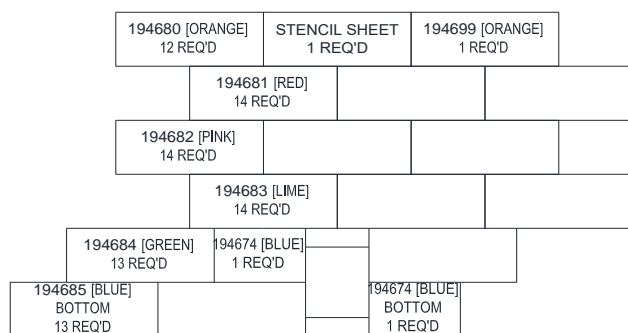 194680 [ORANGE]
12 REQ'D
STENCIL SHEET
1 REQ'D
194699 [ORANGE]
1 REQ'D
194681 [RED]
14 REQ'D
194682 [PINK]
14 REQ'D
194683 [LIME]
14 REQ'D
194684 [GREEN]
13 REQ'D
194674 [BLUE]
1 REQ'D
194685 [BLUE]
BOTTOM
13 REQ'D
194674 [BLUE]
BOTTOM
1 REQ'D